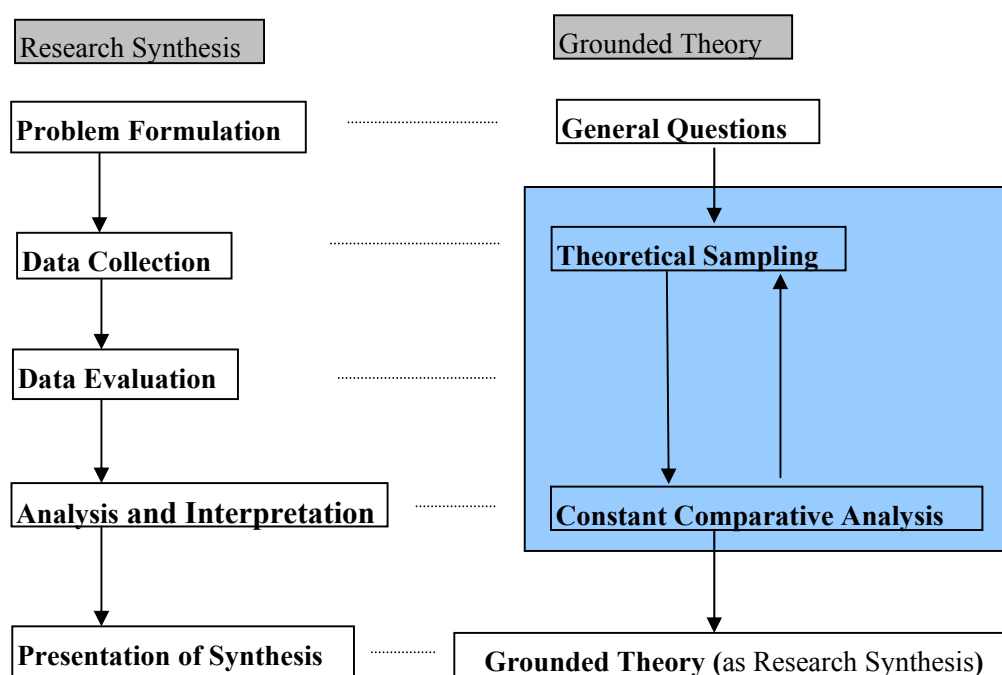 Research Synthesis
Grounded Theory
Problem Formulation
General Questions
Data Collection
Theoretical Sampling
Data Evaluation
Analysis and Interpretation
Constant Comparative Analysis
Presentation of Synthesis
Grounded Theory (as Research Synthesis)